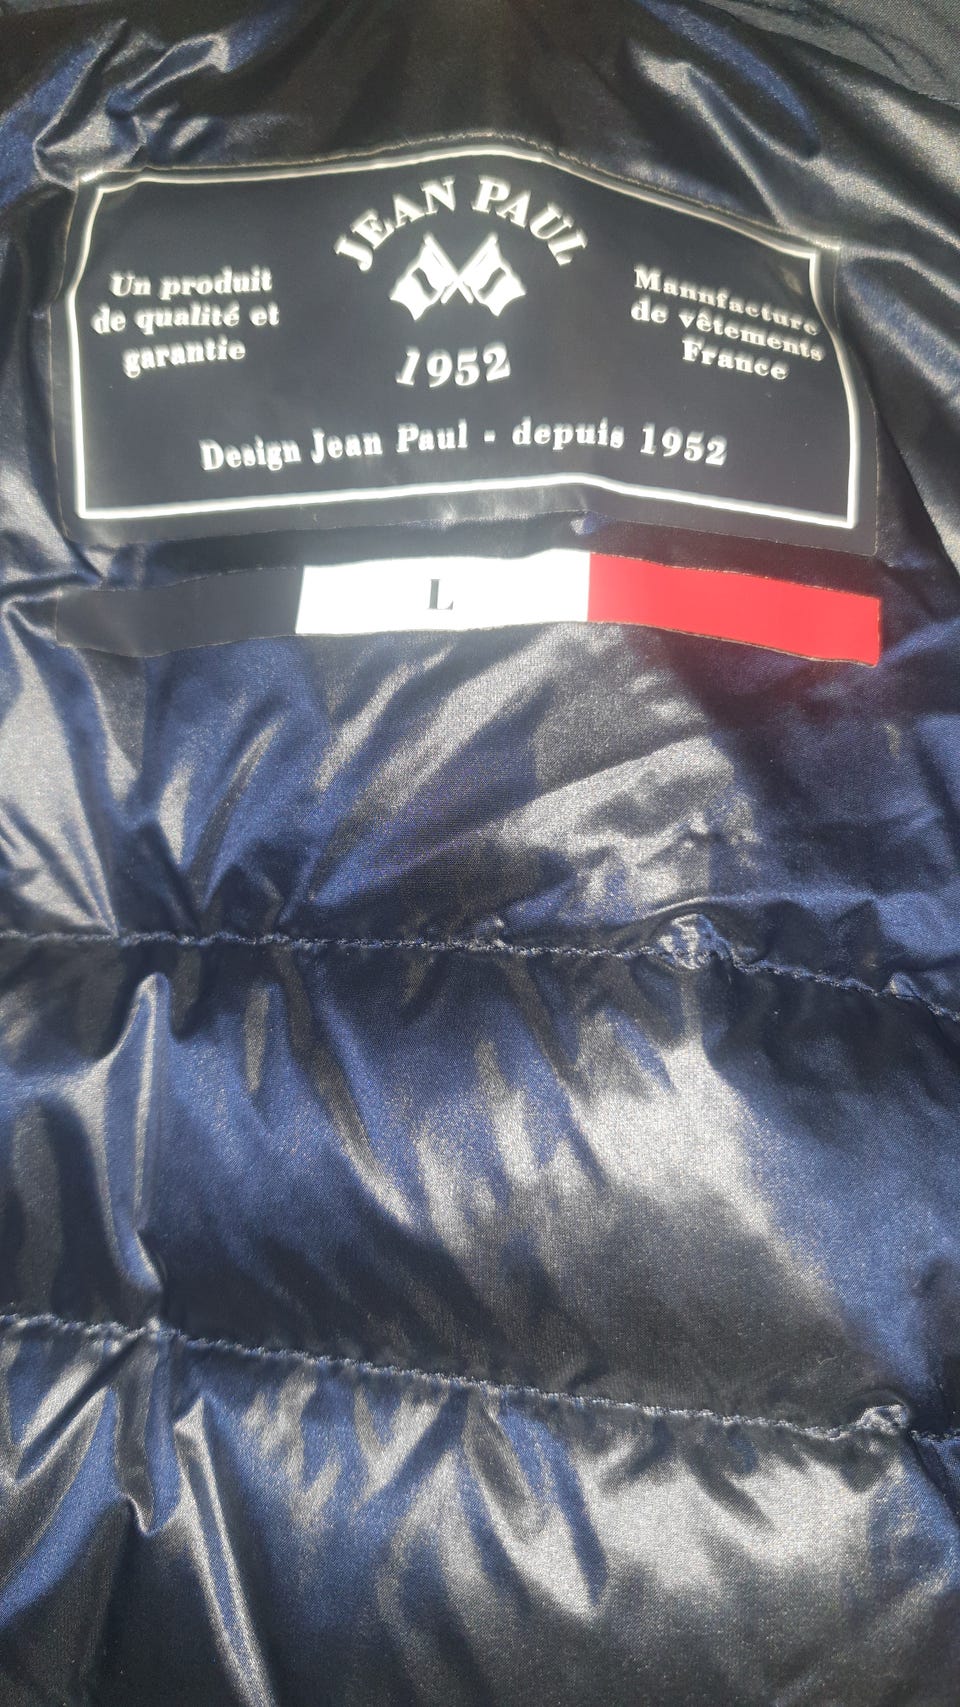 JEAN PAUL
Un produit
de qualité et
garantie
1952
Mannfacture
de vêtements
France
Design Jean Paul - depuis 1952
L